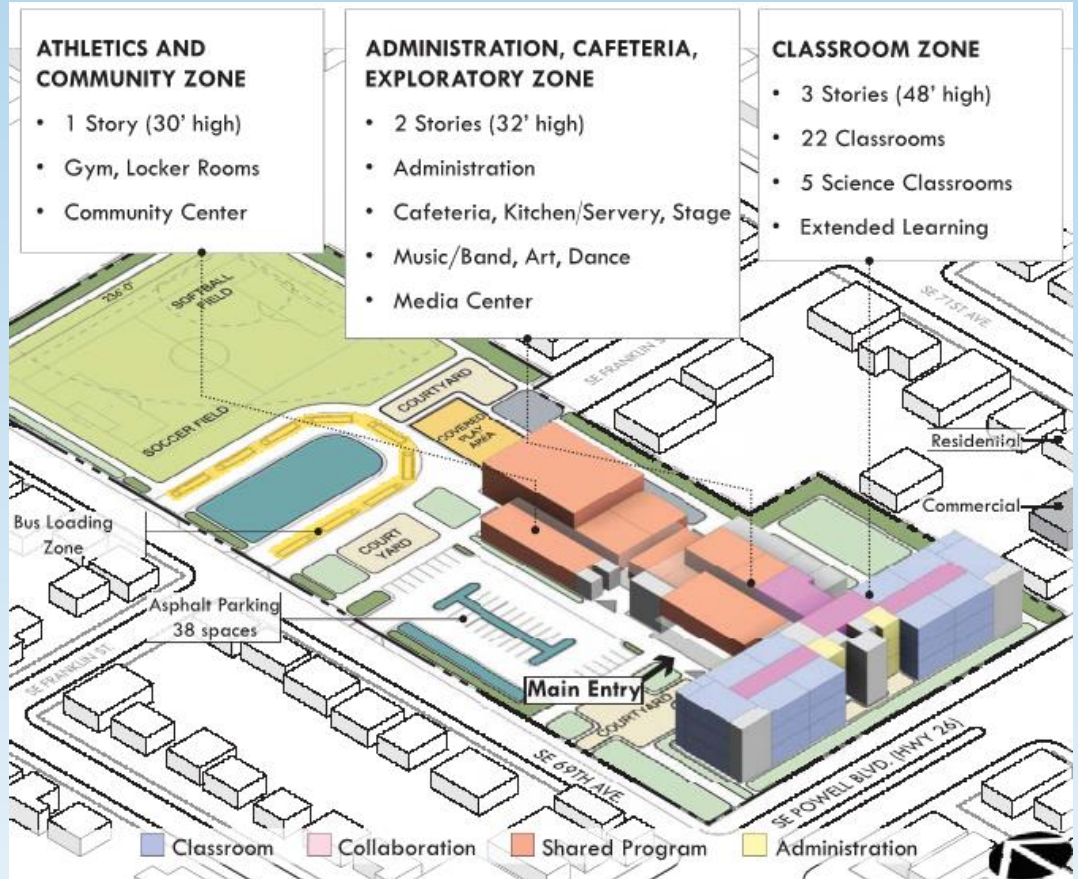 ATHLETICS AND
COMMUNITY ZONE
• 1 Story (30' high)
• Gym, Locker Rooms
• Community Center
ADMINISTRATION, CAFETERIA,
EXPLORATORY ZONE
• 2 Stories (32' high)
• Administration
• Cafeteria, Kitchen/Servery, Stage
• Music/Band, Art, Dance
• Media Center
CLASSROOM ZONE
• 3 Stories (48' high)
• 22 Classrooms
• 5 Science Classrooms
• Extended Learning
236'-0"
SOFTBALL
FIELD
SOCCER FIELD
COURTYARD
COVERED
PLAY
AREA
SE FRANKLIN
SE 71ST AVE.
Residential
Commercial
Bus Loading
Zone
COURT
YARD
Asphalt Parking
38 spaces
SE FRANKLIN ST.
Main Entry
COURTYARD
SE 69TH AVE.
SE POWELL BLVD. (HWY 26)
Classroom
Collaboration
Shared Program
Administration